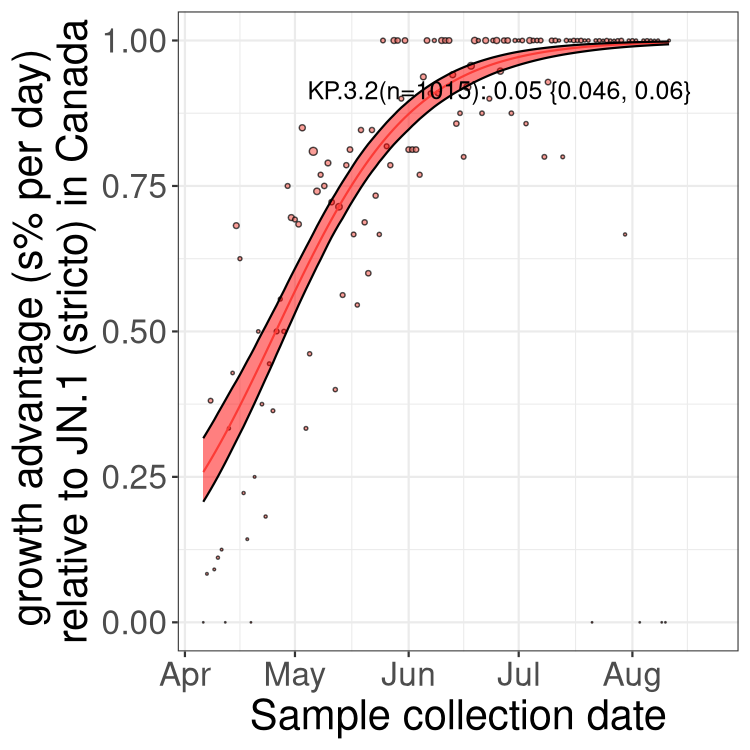 growth advantage (s% per day)
relative to JN.1 (stricto) in Canada
1.00
0.75
0.50
0.25
0.00
KP.3.2(n=1015): 0.05 {0.046, 0.06}
Apr May Jun Jul Aug
Sample collection date